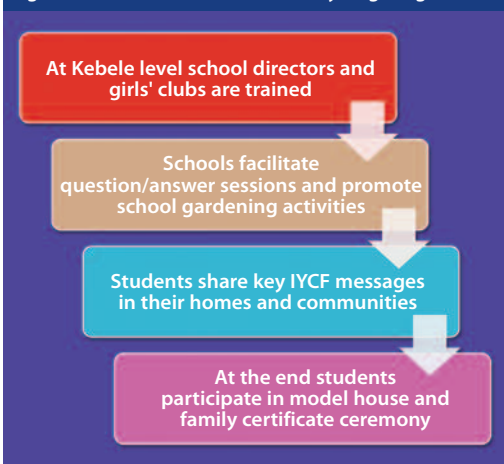 At Kebele level school directors and
girls' clubs are trained
Schools facilitate
question/answer sessions and promote
school gardening activities
Students share key IYCF messages
in their homes and communities
At the end students
participate in model house and
family certificate ceremony